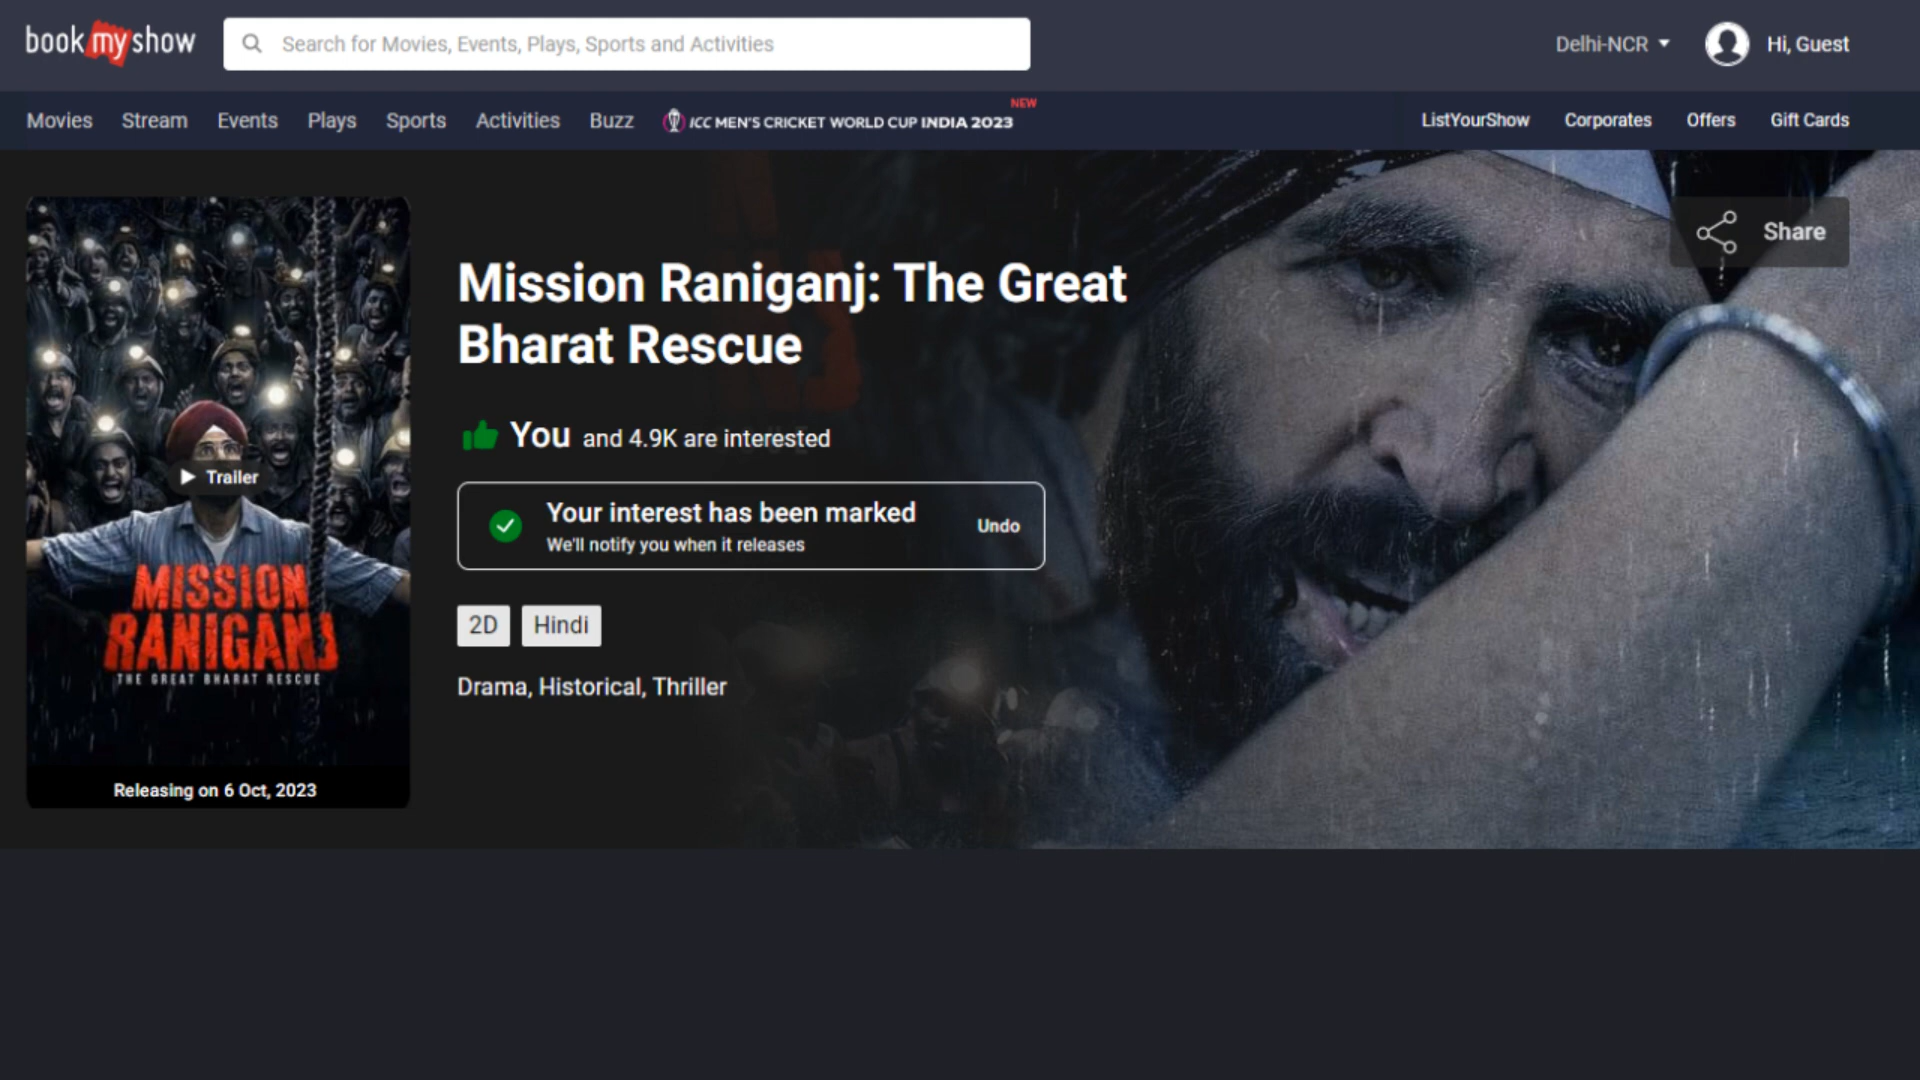 bookmyshow
Search for Movies, Events, Plays, Sports and Activities
Delhi-NCR
Hi, Guest
Movies
Stream
Events
Plays
Sports
Activities
Buzz
ICC MEN'S CRICKET WORLD CUP INDIA 2023
NEW
ListYourShow
Corporates
Offers
Gift Cards
Share
Trailer
MISSION
RANIGANJ
THE GREAT BHARAT RESCUE
Releasing on 6 Oct, 2023
Mission Raniganj: The Great
Bharat Rescue
You and 4.9K are interested
Your interest has been marked
We'll notify you when it releases
Undo
2D
Hindi
Drama, Historical, Thriller